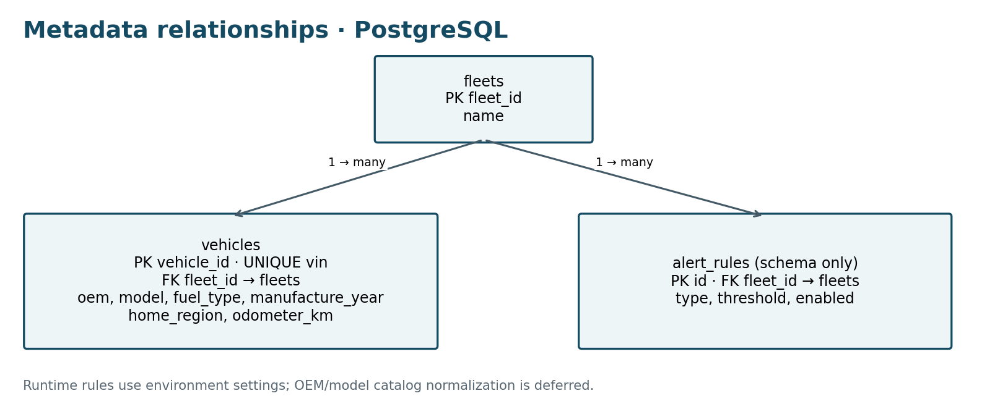 Metadata relationships · PostgreSQL
fleets
PK fleet_id
name
1 → many
1 → many
vehicles
PK vehicle_id · UNIQUE vin
FK fleet_id → fleets
oem, model, fuel_type, manufacture_year
home_region, odometer_km
alert_rules (schema only)
PK id · FK fleet_id → fleets
type, threshold, enabled
Runtime rules use environment settings; OEM/model catalog normalization is deferred.